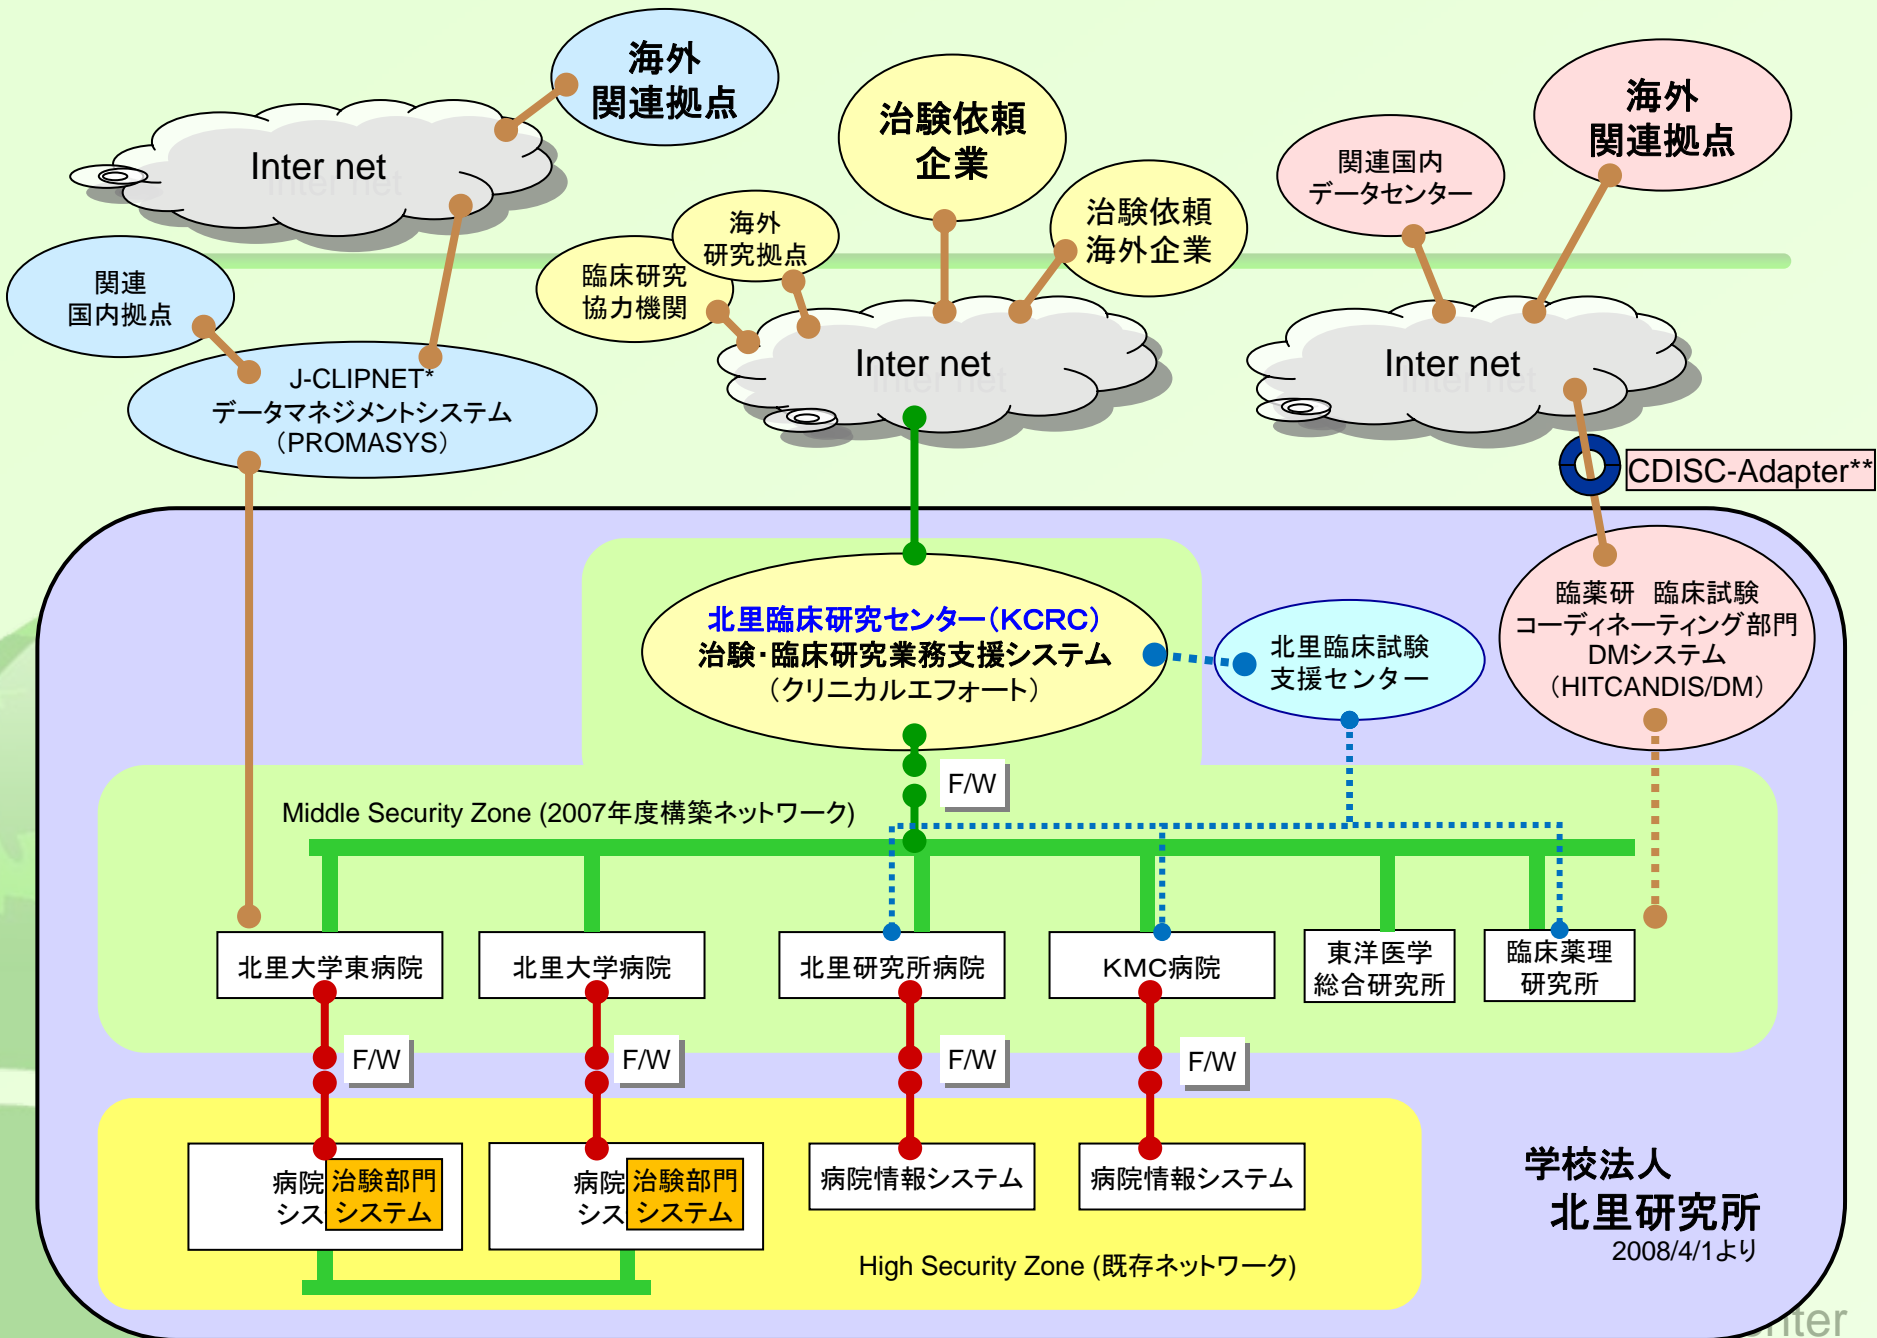 海外
関連拠点
Inter net
関連
国内拠点
J-CLIPNET*
データマネジメントシステム
（PROMASYS）
治験依頼
企業
海外
研究拠点
臨床研究
協力機関
治験依頼
海外企業
Inter net
関連国内
データセンター
海外
関連拠点
Inter net
CDISC-Adapter**
北里臨床研究センター（KCRC）
治験・臨床研究業務支援システム
（クリニカルエフォート）
北里臨床試験
支援センター
臨薬研　臨床試験
コーディネーティング部門
DMシステム
（HITCANDIS/DM）
F/W
Middle Security Zone (2007年度構築ネットワーク)
北里大学東病院
北里大学病院
北里研究所病院
KMC病院
東洋医学
総合研究所
臨床薬理
研究所
F/W
F/W
F/W
F/W
病院
シス
治験部門
システム
病院
シス
治験部門
システム
病院情報システム
病院情報システム
High Security Zone (既存ネットワーク)
学校法人
北里研究所
2008/4/1より